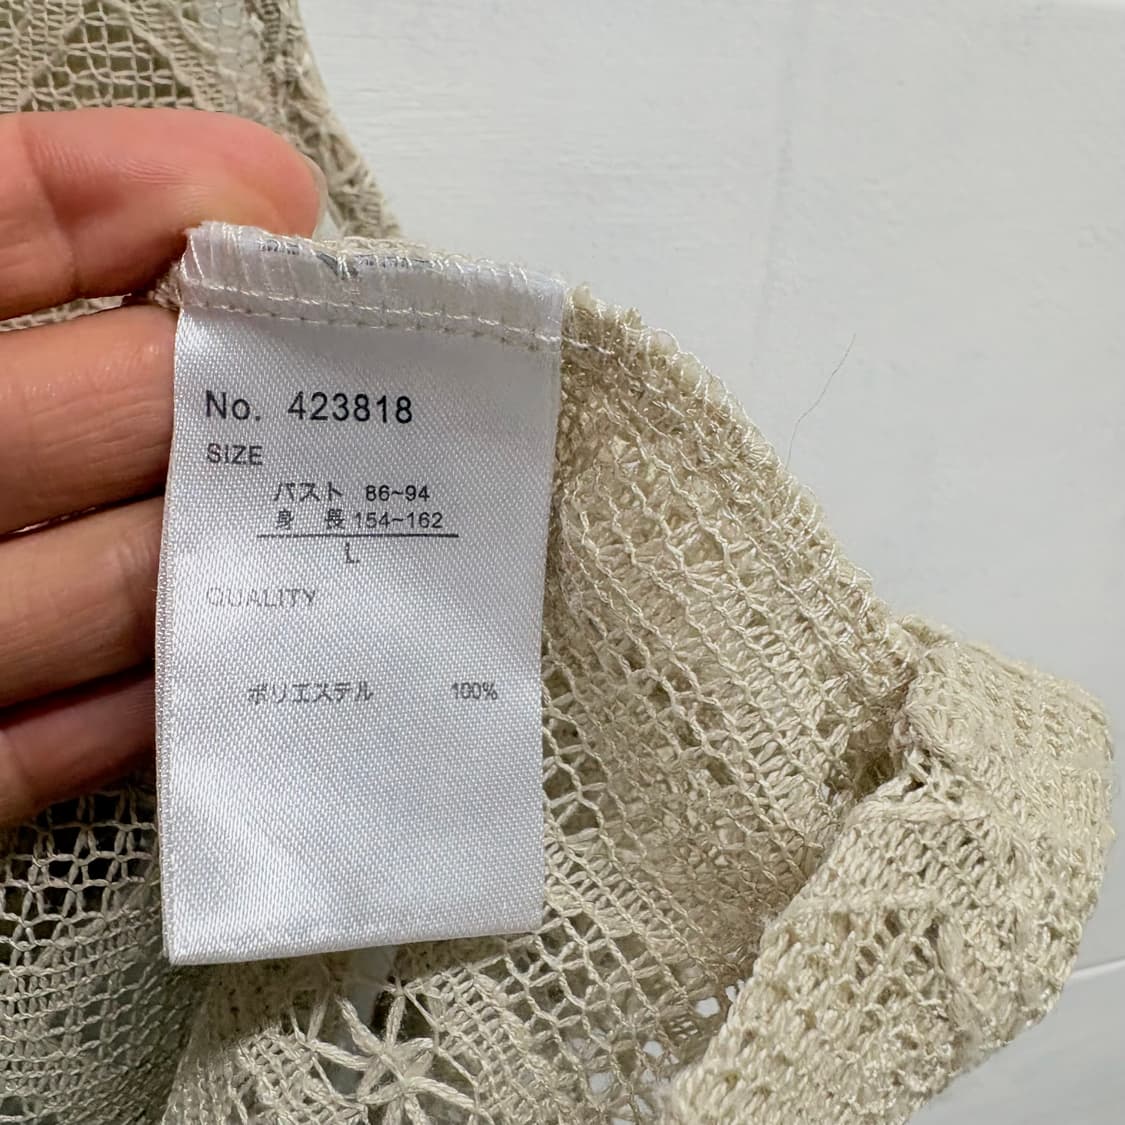 No. 423818
SIZE
バスト 86~94
身 長 154~162
L
QUALITY
ポリエステル 100%